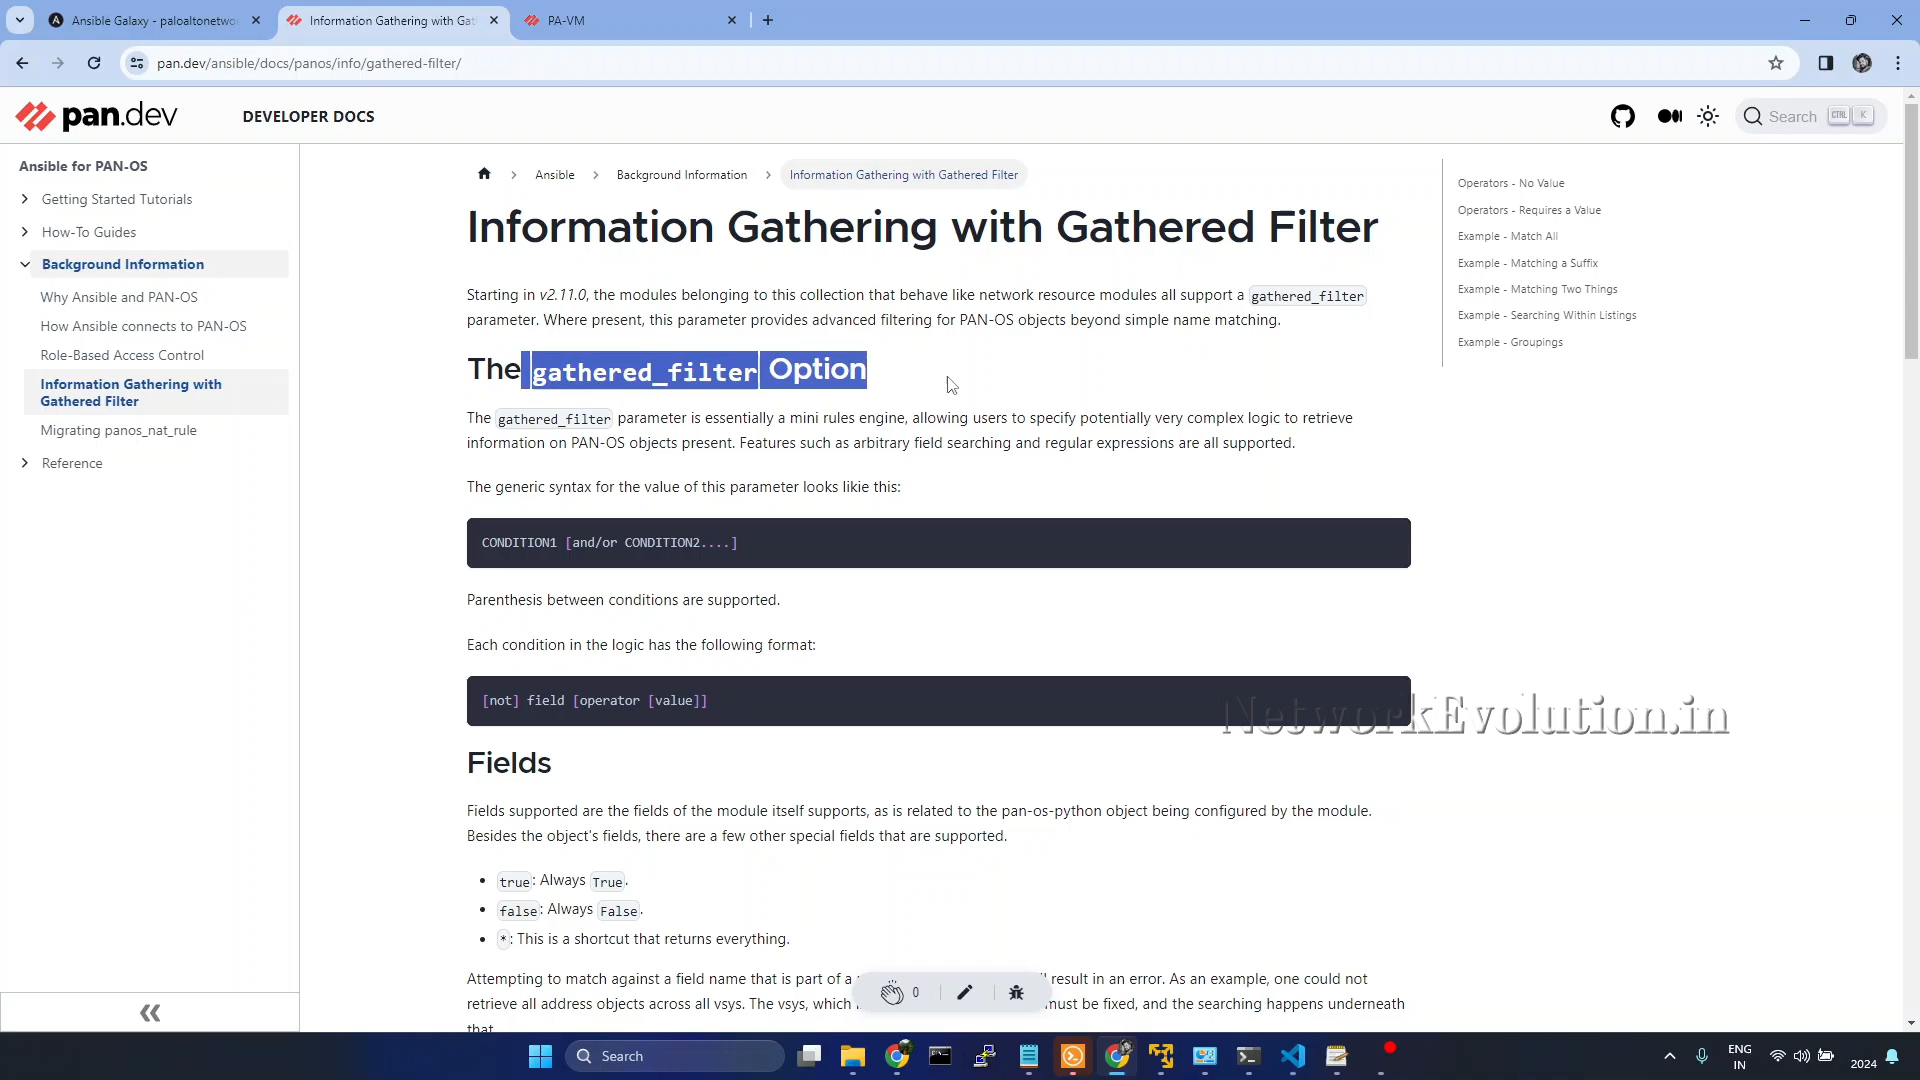 Ansible Galaxy - paloaltonetwo
Information Gathering with Gat
PA-VM
pan.dev/ansible/docs/panos/info/gathered-filter/
pan.dev
DEVELOPER DOCS
Search CTRL K
Ansible for PAN-OS
Getting Started Tutorials
How-To Guides
Background Information
Why Ansible and PAN-OS
How Ansible connects to PAN-OS
Role-Based Access Control
Information Gathering with
Gathered Filter
Migrating panos_nat_rule
Reference
Ansible > Background Information > Information Gathering with Gathered Filter
Information Gathering with Gathered Filter
Starting in v2.11.0, the modules belonging to this collection that behave like network resource modules all support a gathered_filter
parameter. Where present, this parameter provides advanced filtering for PAN-OS objects beyond simple name matching.
The gathered_filter Option
The gathered_filter parameter is essentially a mini rules engine, allowing users to specify potentially very complex logic to retrieve
information on PAN-OS objects present. Features such as arbitrary field searching and regular expressions are all supported.
The generic syntax for the value of this parameter looks likie this:
CONDITION1 [and/or CONDITION2....]
Parenthesis between conditions are supported.
Each condition in the logic has the following format:
[not] field [operator [value]]
Fields
Fields supported are the fields of the module itself supports, as is related to the pan-os-python object being configured by the module.
Besides the object's fields, there are a few other special fields that are supported.
• true: Always True.
• false: Always False.
• *: This is a shortcut that returns everything.
Attempting to match against a field name that is part of a result in an error. As an example, one could not
retrieve all address objects across all vsys. The vsys, which must be fixed, and the searching happens underneath
that
0
Operators - No Value
Operators - Requires a Value
Example - Match All
Example - Matching a Suffix
Example - Matching Two Things
Example - Searching Within Listings
Example - Groupings
NetworkEvolution.in
Search
ENG
IN
2024